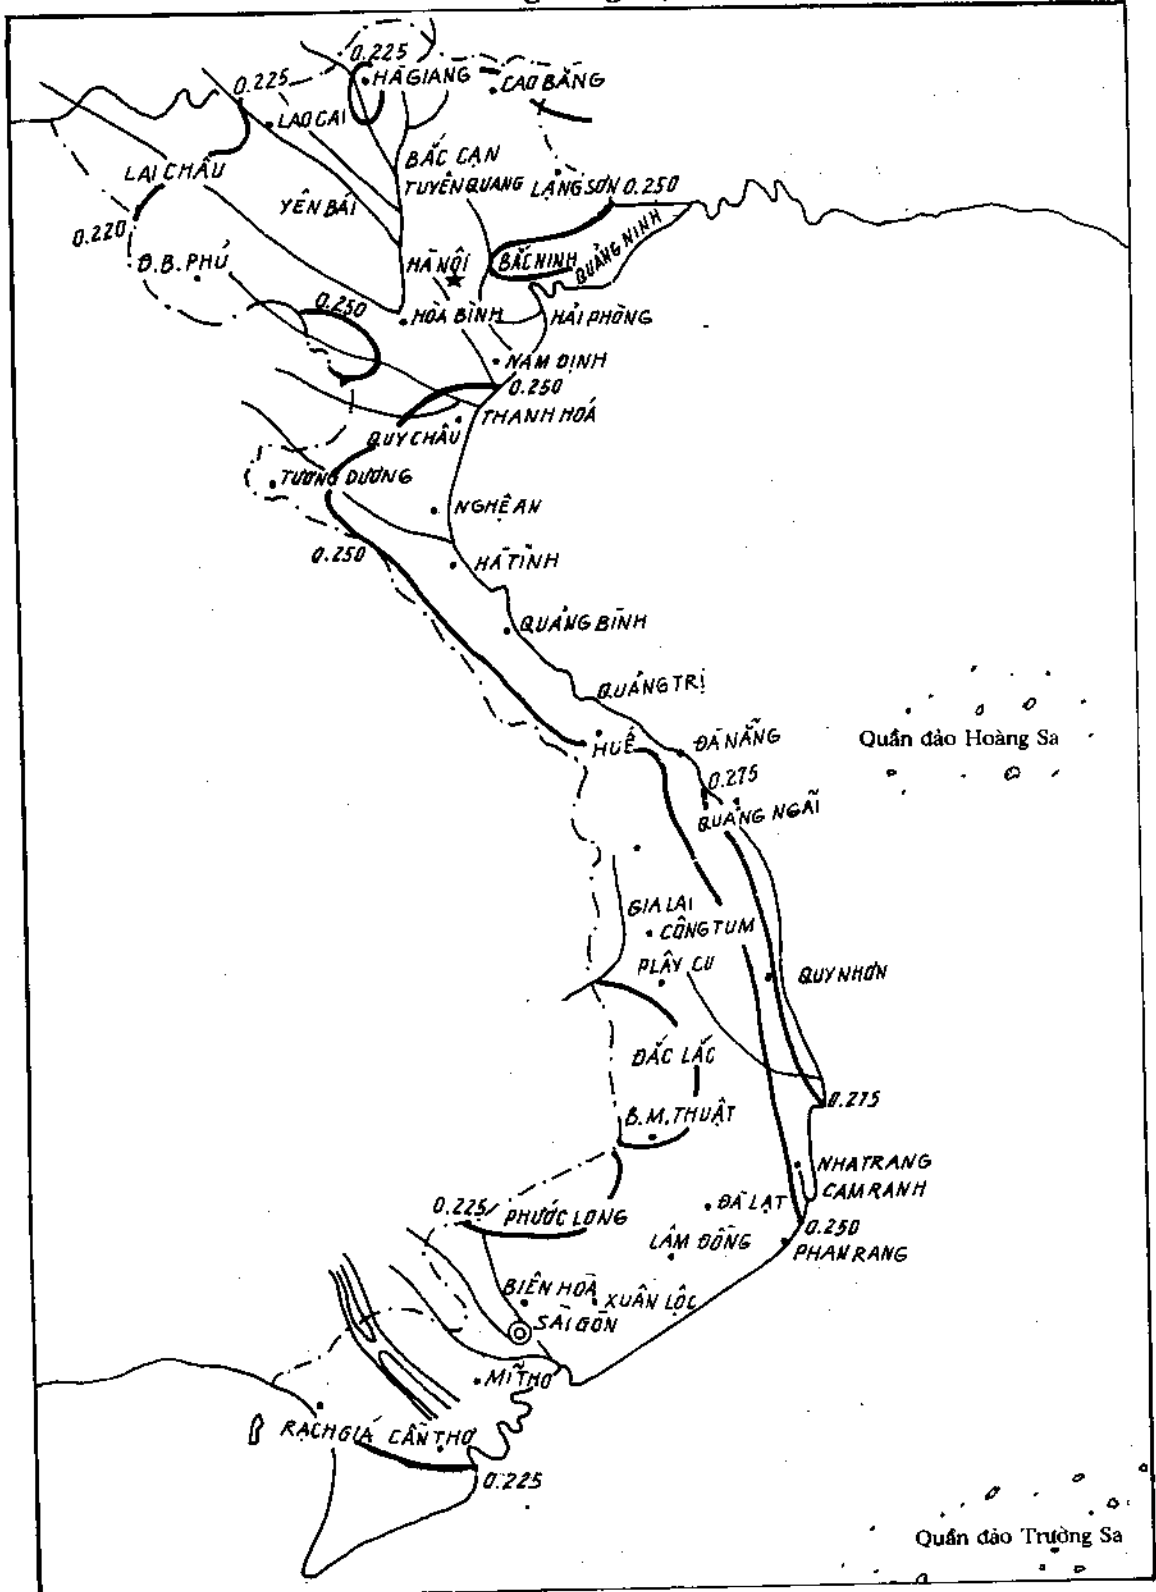 0.225
HÀ GIANG
CAO BẰNG
0.225
LAO CAI
BẮC CẠN
LAI CHÂU
TUYÊN QUANG
LẠNG SƠN 0.250
YÊN BÁI
0.220
QUẢNG NINH
Đ.B. PHỦ
HÀ NÔI
BẮC NINH
0.250
HÒA BÌNH
HẢI PHÒNG
NAM ĐỊNH
0.250
THANH HOÁ
QUY CHÂU
TƯƠNG DƯƠNG
NGHỆ AN
0.250
HÀ TĨNH
QUẢNG BÌNH
QUẢNG TRỊ
HUẾ
ĐÀ NẴNG
Quần đảo Hoàng Sa
0.275
QUẢNG NGÃI
GIA LAI
CÔNG TUM
PLÂY CU
QUY NHƠN
ĐẮC LẮC
0.275
B.M. THUẬT
NHA TRANG
CAM RANH
0.225
PHƯỚC LONG
ĐÀ LẠT
0.250
LÂM ĐỒNG
PHAN RANG
BIÊN HOÀ
XUÂN LỘC
SÀI GÒN
MĨ THO
RẠCH GIÁ
CẦN THƠ
0.225
Quần đảo Trường Sa